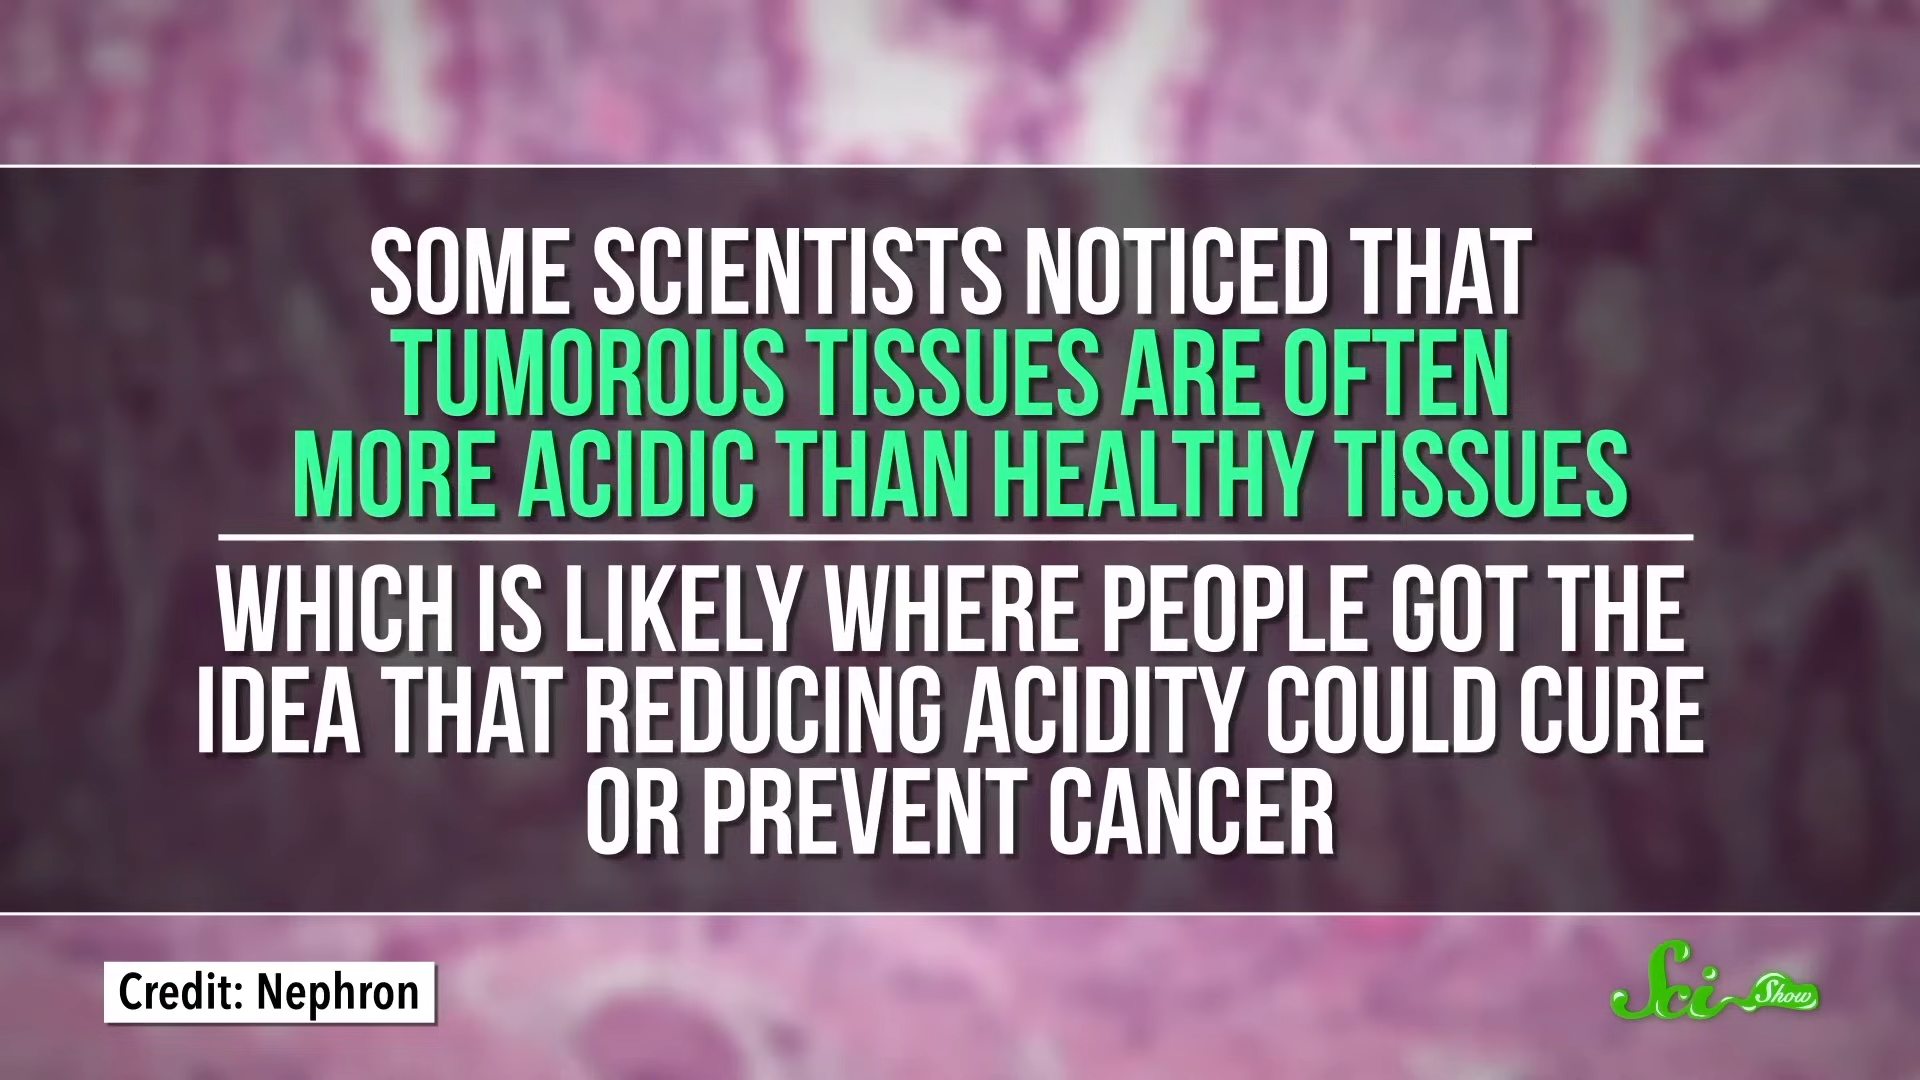 SOME SCIENTISTS NOTICED THAT
TUMOROUS TISSUES ARE OFTEN
MORE ACIDIC THAN HEALTHY TISSUES
WHICH IS LIKELY WHERE PEOPLE GOT THE
IDEA THAT REDUCING ACIDITY COULD CURE
OR PREVENT CANCER
Credit: Nephron
Sci Show